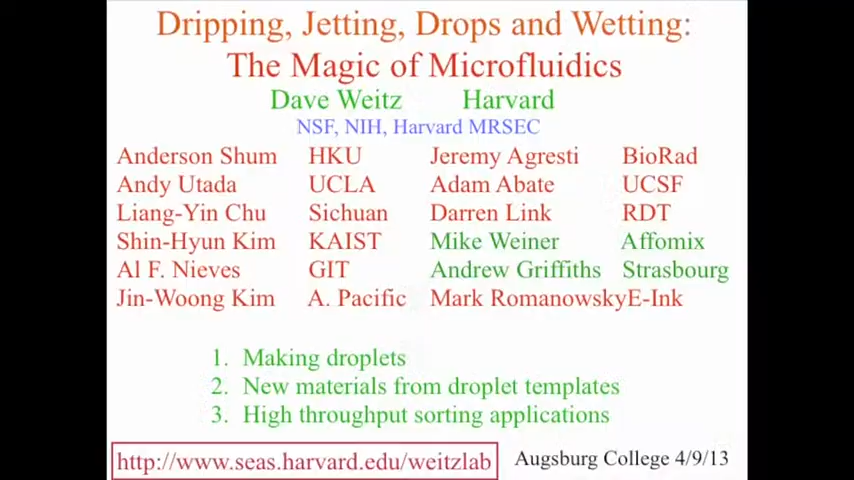 Dripping, Jetting, Drops and Wetting:
The Magic of Microfluidics
Dave Weitz Harvard
NSF, NIH, Harvard MRSEC
Anderson Shum HKU Jeremy Agresti BioRad
Andy Utada UCLA Adam Abate UCSF
Liang-Yin Chu Sichuan Darren Link RDT
Shin-Hyun Kim KAIST Mike Weiner Affomix
Al F. Nieves GIT Andrew Griffiths Strasbourg
Jin-Woong Kim A. Pacific Mark RomanowskyE-Ink
1. Making droplets
2. New materials from droplet templates
3. High throughput sorting applications
http://www.seas.harvard.edu/weitzlab Augsburg College 4/9/13